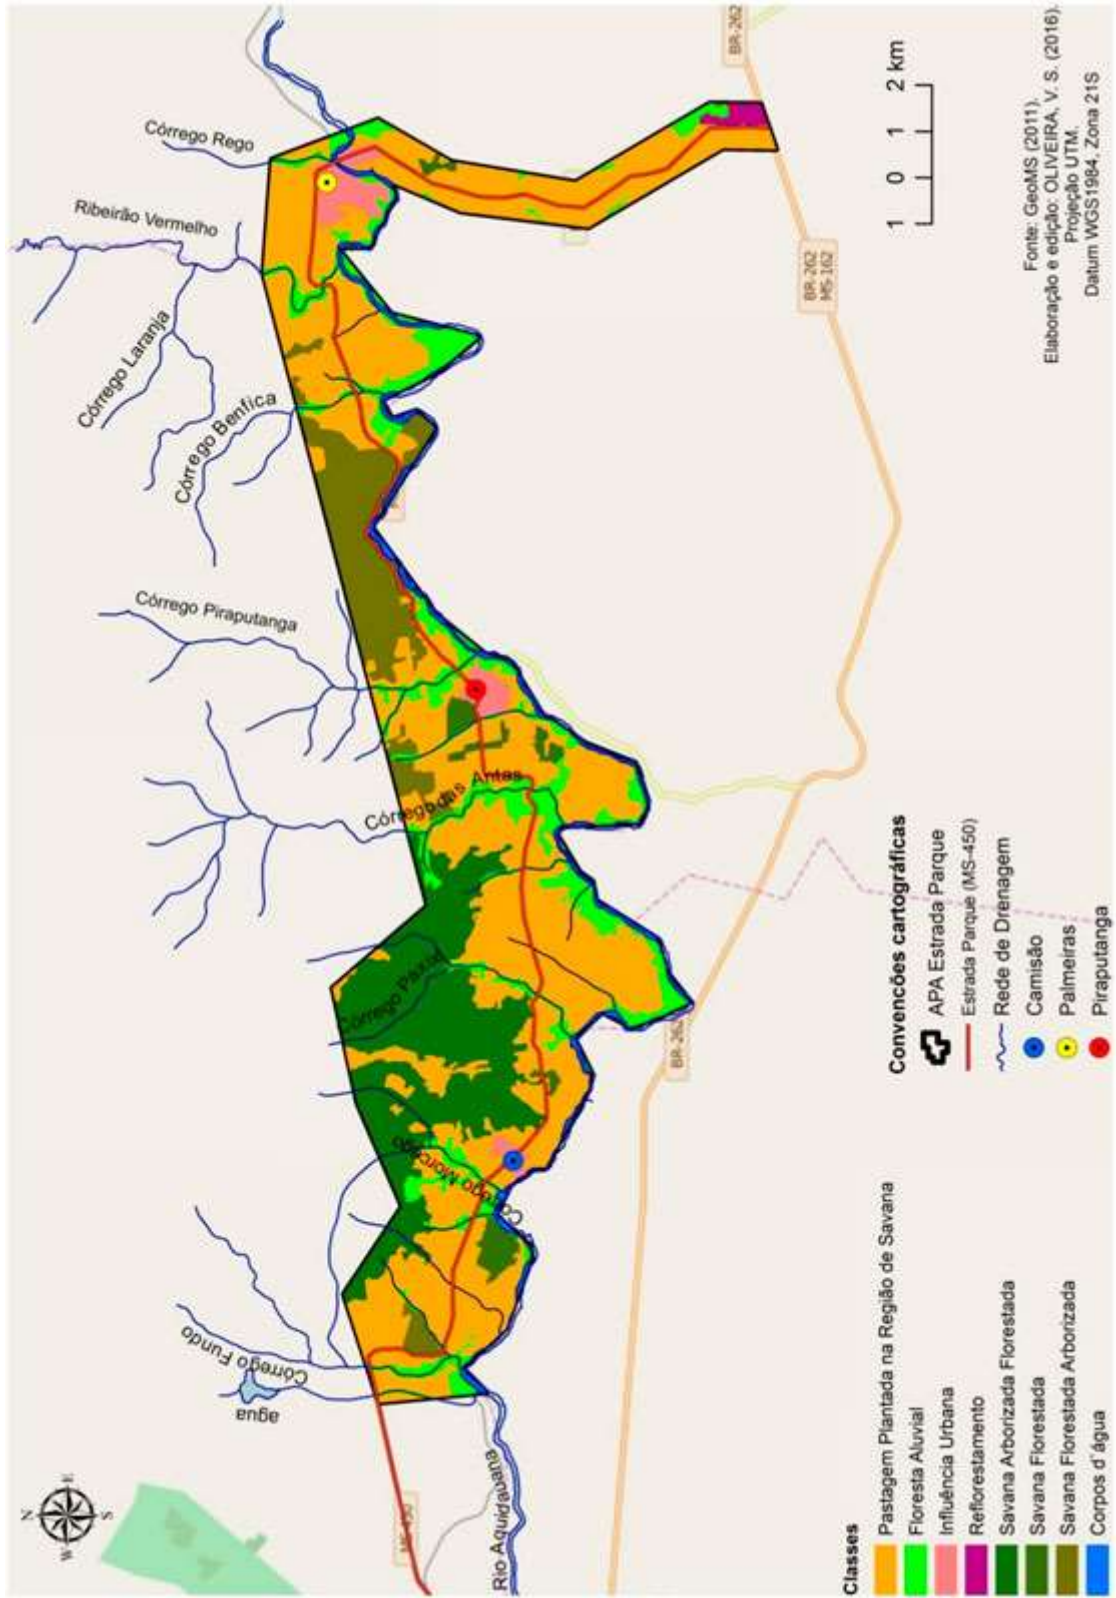 N
W
E
S
BR-262
Córrego Rego
Ribeirão Vermelho
Córrego Laranja
Córrego Benfica
Córrego Piraputanga
Córrego das Antas
Córrego Paxixi
Córrego Morcego
Córrego Fundo
agua
Rio Aquidauana
MS-450
BR-262
MS-162
BR-262
1 0 1 2 km
Fonte: GeoMS (2011).
Elaboração e edição: OLIVEIRA, V. S. (2016).
Projeção UTM.
Datum WGS1984, Zona 21S
Convencões cartográficas
APA Estrada Parque
Estrada Parque (MS-450)
Rede de Drenagem
Camisão
Palmeiras
Piraputanga
Classes
Pastagem Plantada na Região de Savana
Floresta Aluvial
Influência Urbana
Reflorestamento
Savana Arborizada Florestada
Savana Florestada
Savana Florestada Arborizada
Corpos d´água